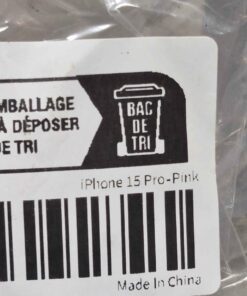 EMBALLAGE
À DÉPOSER
DE TRI
BAC
DE
TRI
iPhone 15 Pro-Pink
Made In China